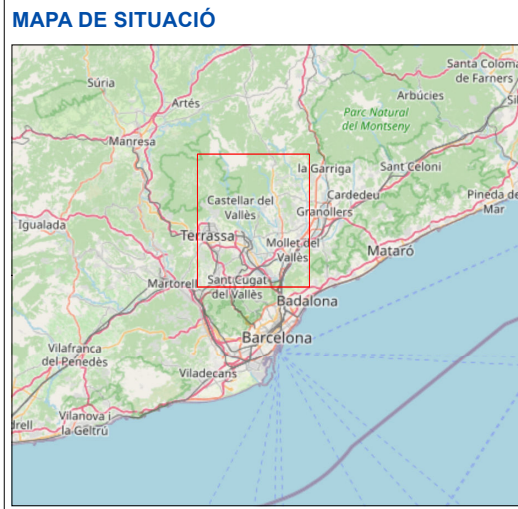 MAPA DE SITUACIÓ
Santa Coloma
de Farners
Súria
Arbúcies
Artés
Parc Natural
del Montseny
Manresa
la Garriga
Sant Celoni
Cardedeu
Pineda de
Mar
Castellar del
Vallès
Granollers
Igualada
Terrassa
Mollet del
Vallès
Mataró
Martorell
Sant Cugat
del Vallès
Badalona
Barcelona
Vilafranca
del Penedès
Viladecans
Vilanova i
la Geltrú
drell